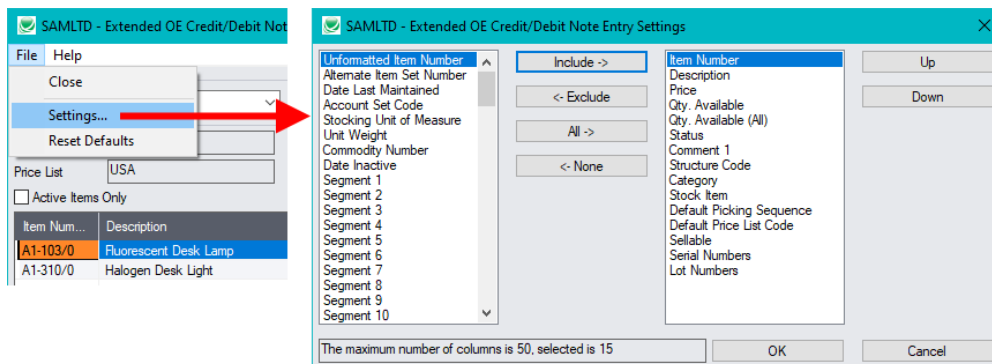 SAMLTD - Extended OE Credit/Debit Not
File Help
Close
Settings...
Reset Defaults
Price List USA
Active Items Only
Item Num... Description
A1-103/0 Fluorescent Desk Lamp
A1-310/0 Halogen Desk Light
SAMLTD - Extended OE Credit/Debit Note Entry Settings
Unformatted Item Number
Alternate Item Set Number
Date Last Maintained
Account Set Code
Stocking Unit of Measure
Unit Weight
Commodity Number
Date Inactive
Segment 1
Segment 2
Segment 3
Segment 4
Segment 5
Segment 6
Segment 7
Segment 8
Segment 9
Segment 10
Include ->
<- Exclude
All ->
<- None
Item Number
Description
Price
Qty. Available
Qty. Available (All)
Status
Comment 1
Structure Code
Category
Stock Item
Default Picking Sequence
Default Price List Code
Sellable
Serial Numbers
Lot Numbers
Up
Down
The maximum number of columns is 50, selected is 15
OK
Cancel